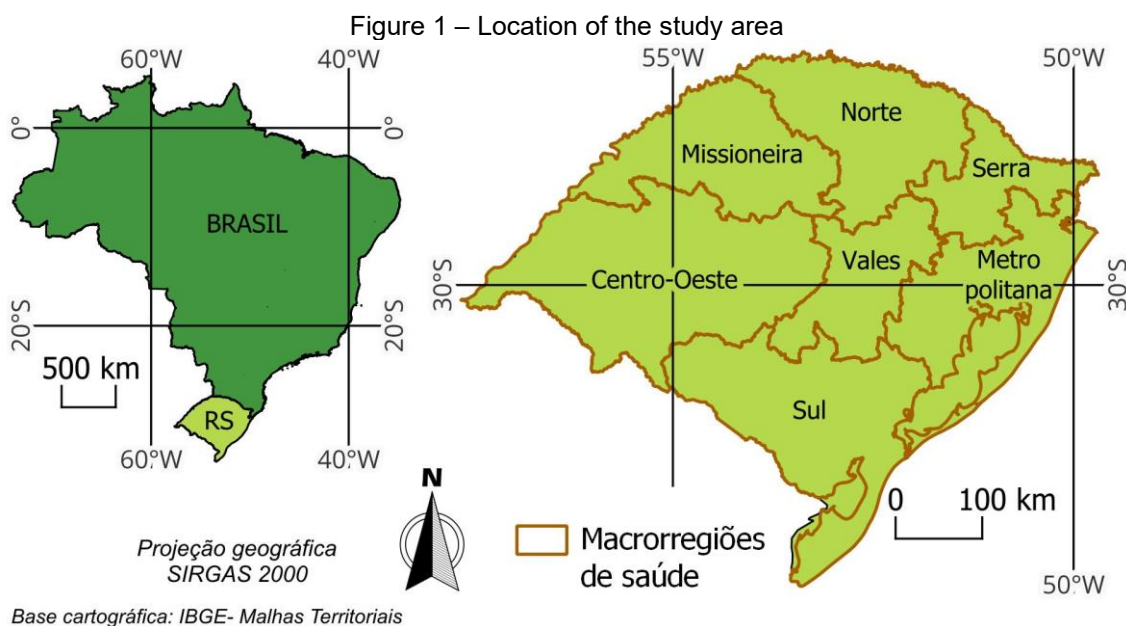 Figure 1 – Location of the study area
60°W
40°W
0°
0°
BRASIL
20°S
20°S
500 km
RS
60°W
40°W
N
Projeção geográfica
SIRGAS 2000
Base cartográfica: IBGE- Malhas Territoriais
55°W
50°W
Norte
Missioneira
Serra
Vales
Metro
politana
Centro-Oeste
30°S
30°S
Sul
0 100 km
Macrorregiões
de saúde
50°W